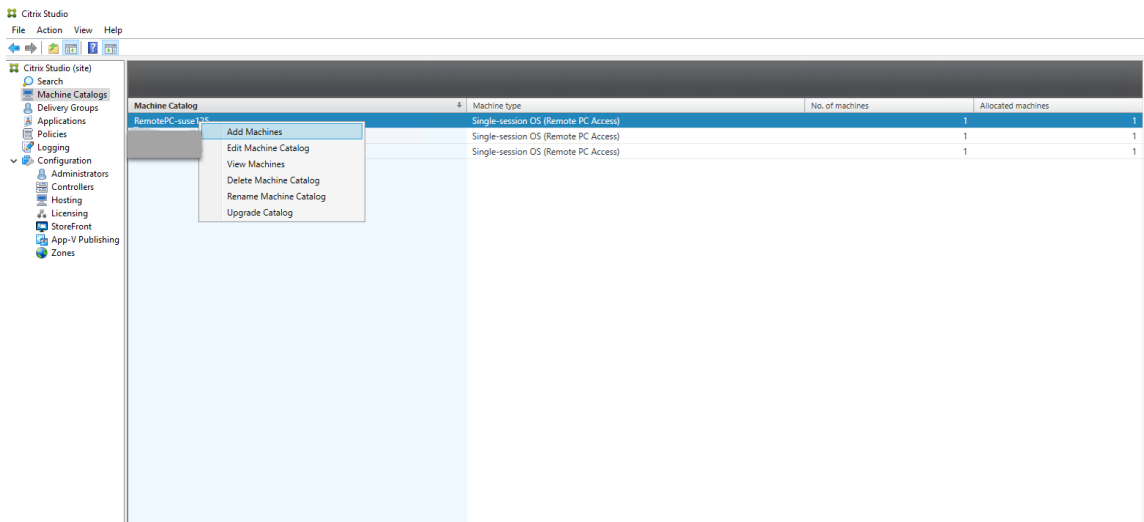 Citrix Studio
File Action View Help
Citrix Studio (site)
Search
Machine Catalogs
Delivery Groups
Applications
Policies
Logging
Configuration
Administrators
Controllers
Hosting
Licensing
StoreFront
App-V Publishing
Zones
Machine Catalog Machine type No. of machines Allocated machines
RemotePC-suse125 Single-session OS (Remote PC Access) 1 1
Single-session OS (Remote PC Access) 1 1
Single-session OS (Remote PC Access) 1 1
Add Machines
Edit Machine Catalog
View Machines
Delete Machine Catalog
Rename Machine Catalog
Upgrade Catalog